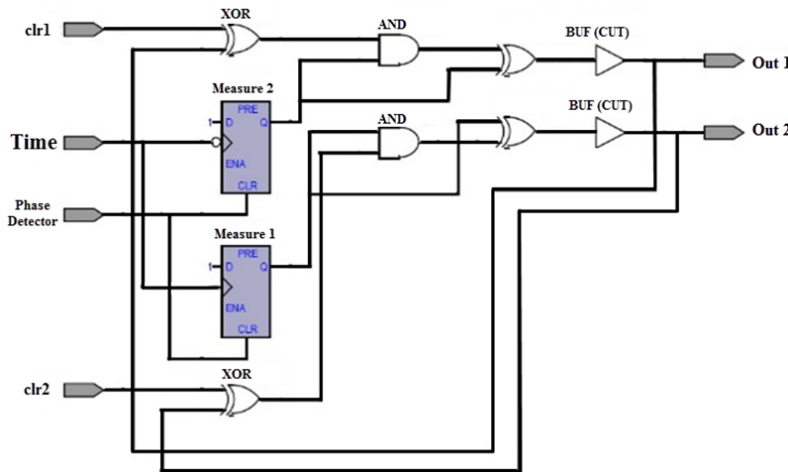 XOR
AND
clr1
BUF (CUT)
Out 1
Measure 2
PRE
1 D Q
ENA
CLR
Time
AND
BUF (CUT)
Out 2
Phase
Detector
Measure 1
PRE
1 D Q
ENA
CLR
XOR
clr2